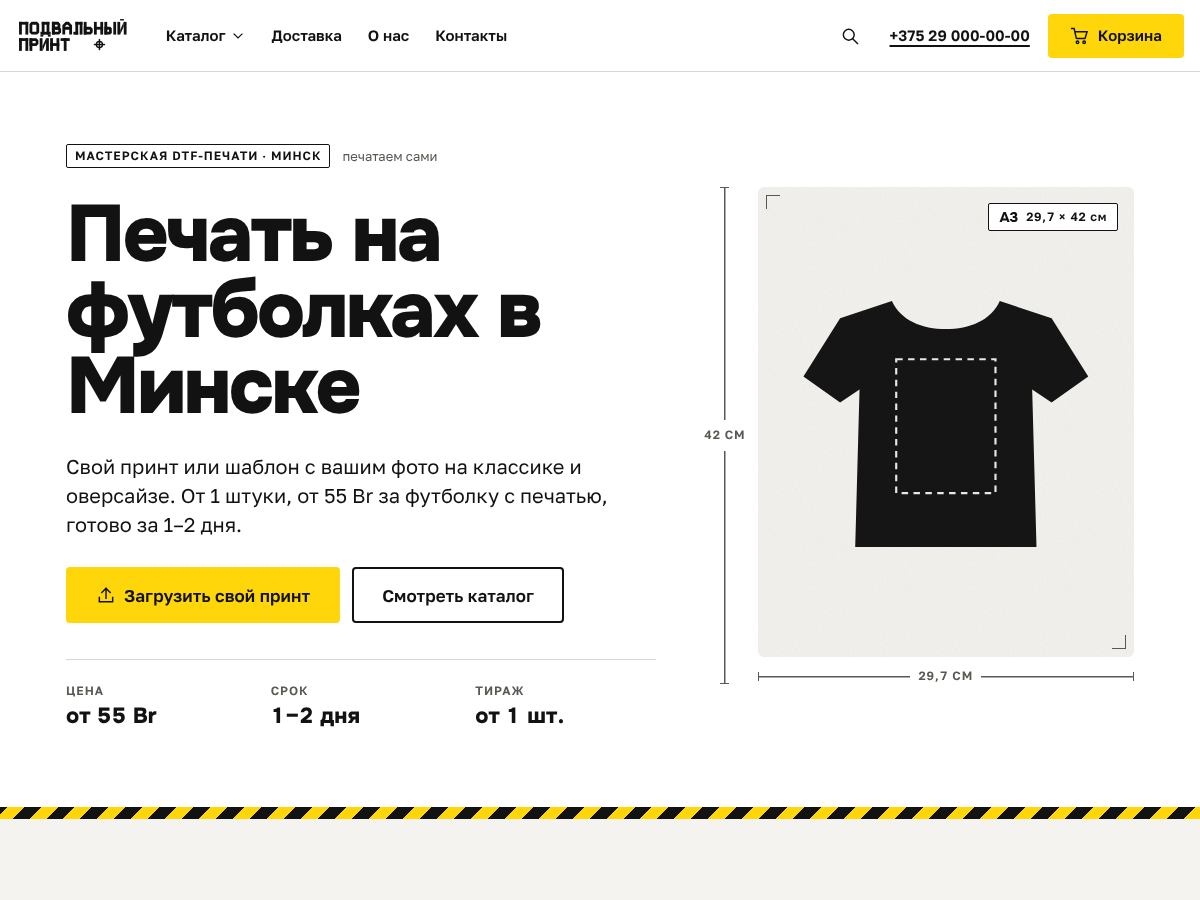 ПОДВАЛЬНЫЙ
ПРИНТ
Каталог
Доставка
О нас
Контакты
+375 29 000-00-00
Корзина
МАСТЕРСКАЯ DTF-ПЕЧАТИ · МИНСК
печатаем сами
Печать на
футболках в
Минске
Свой принт или шаблон с вашим фото на классике и
оверсайзе. От 1 штуки, от 55 Br за футболку с печатью,
готово за 1–2 дня.
Загрузить свой принт
Смотреть каталог
ЦЕНА
от 55 Br
СРОК
1–2 дня
ТИРАЖ
от 1 шт.
А3 29,7 × 42 см
42 СМ
29,7 СМ